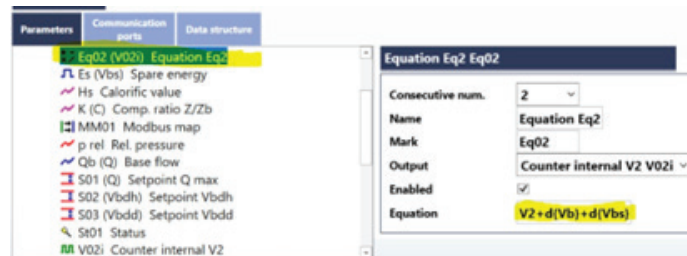 Parameters
Communication ports
Data structure
Eq02 (V02i) Equation Eq2
Es (Vbs) Spare energy
Hs Calorific value
K (C) Comp. ratio Z/Zb
MM01 Modbus map
p rel Rel. pressure
Qb (Q) Base flow
S01 (Q) Setpoint Q max
S02 (Vbdh) Setpoint Vbdh
S03 (Vbdd) Setpoint Vbdd
St01 Status
V02i Counter internal V2
Equation Eq2 Eq02
Consecutive num. 2
Name Equation Eq2
Mark Eq02
Output Counter internal V2 V02i
Enabled
Equation V2+d(Vb)+d(Vbs)